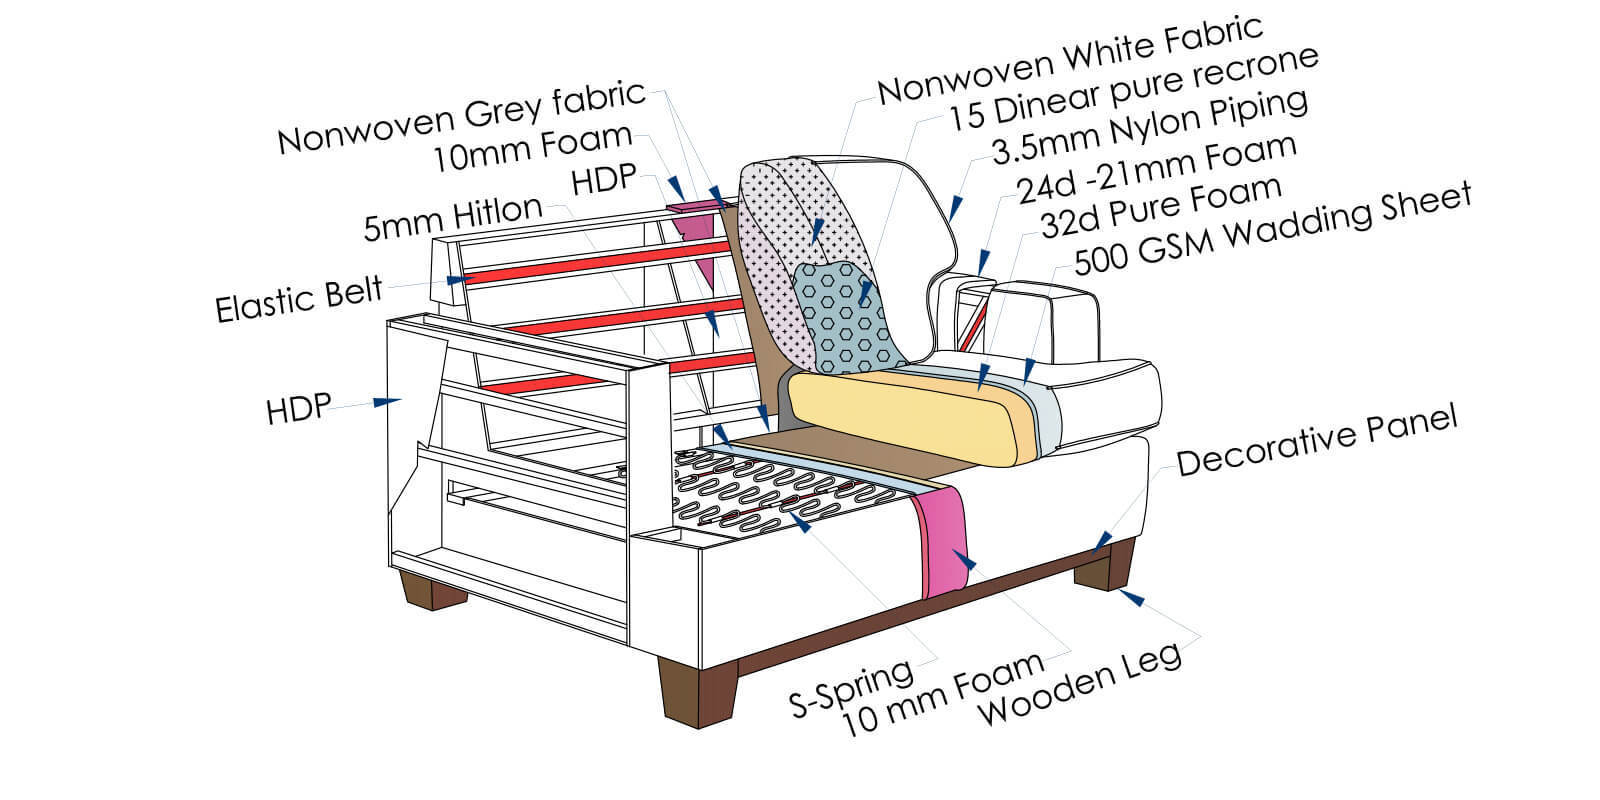 Nonwoven Grey fabric
10mm Foam
HDP
5mm Hitlon
Elastic Belt
HDP
Nonwoven White Fabric
15 Dinear pure recrone
3.5mm Nylon Piping
24d -21mm Foam
32d Pure Foam
500 GSM Wadding Sheet
Decorative Panel
S-Spring
10 mm Foam
Wooden Leg